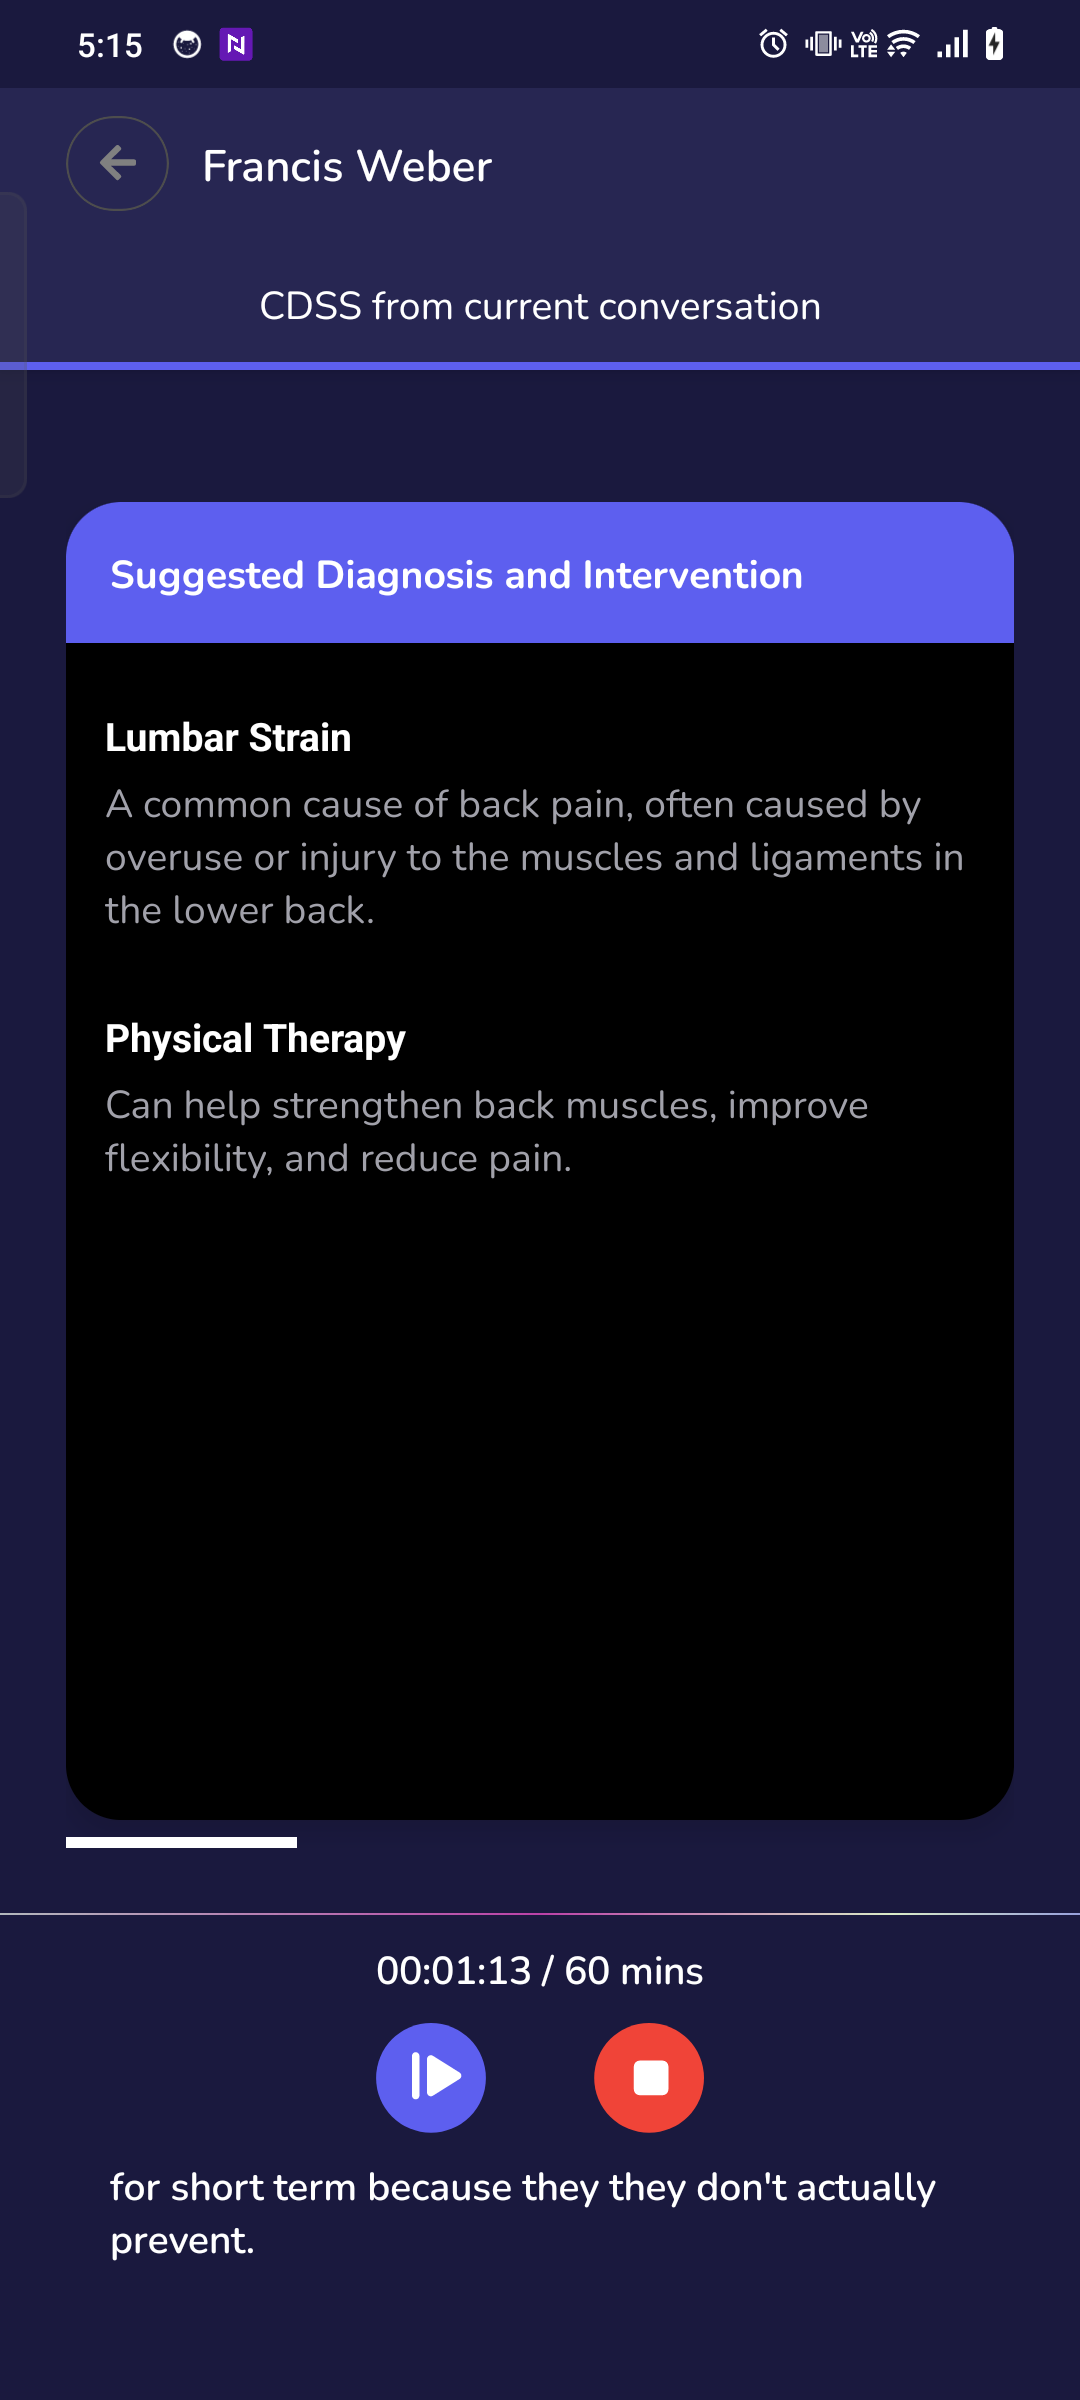 5:15
N
Vo)) LTE
Francis Weber
CDSS from current conversation
Suggested Diagnosis and Intervention
Lumbar Strain
A common cause of back pain, often caused by
overuse or injury to the muscles and ligaments in
the lower back.
Physical Therapy
Can help strengthen back muscles, improve
flexibility, and reduce pain.
00:01:13 / 60 mins
for short term because they they don't actually
prevent.